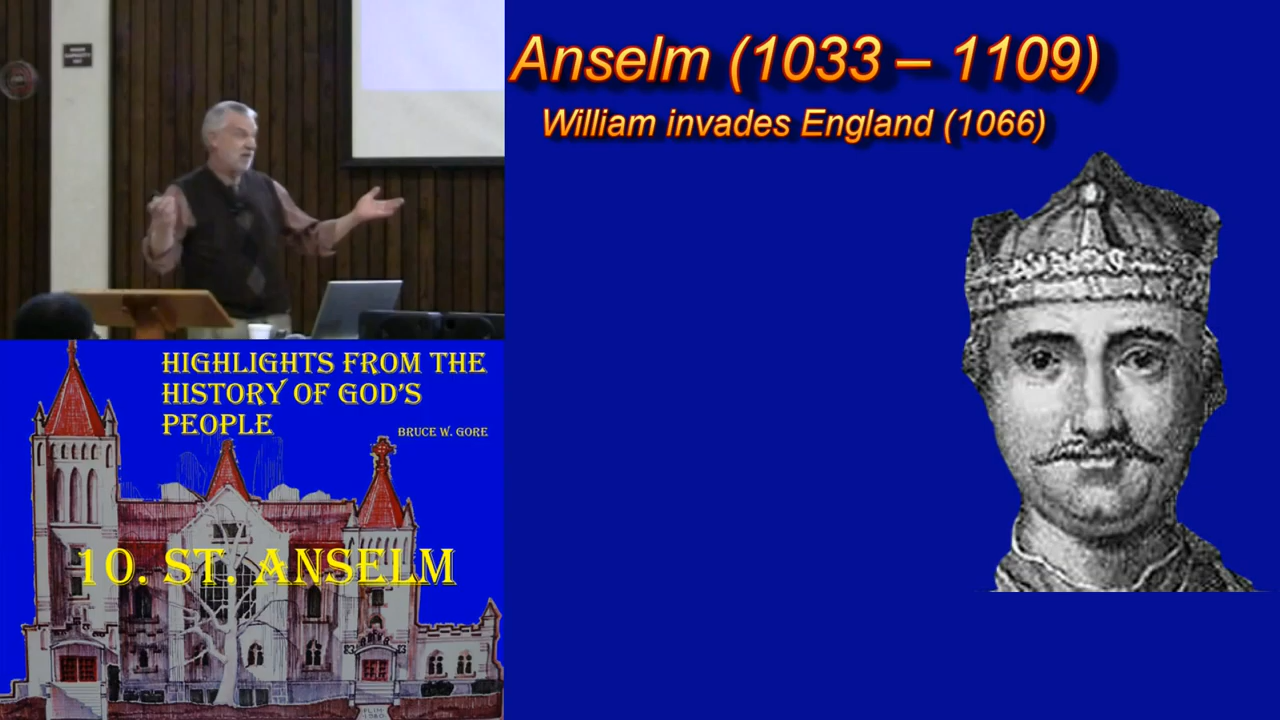 Anselm (1033 – 1109)
William invades England (1066)
HIGHLIGHTS FROM THE
HISTORY OF GOD'S
PEOPLE
BRUCE W. GORE
10. ST. ANSELM